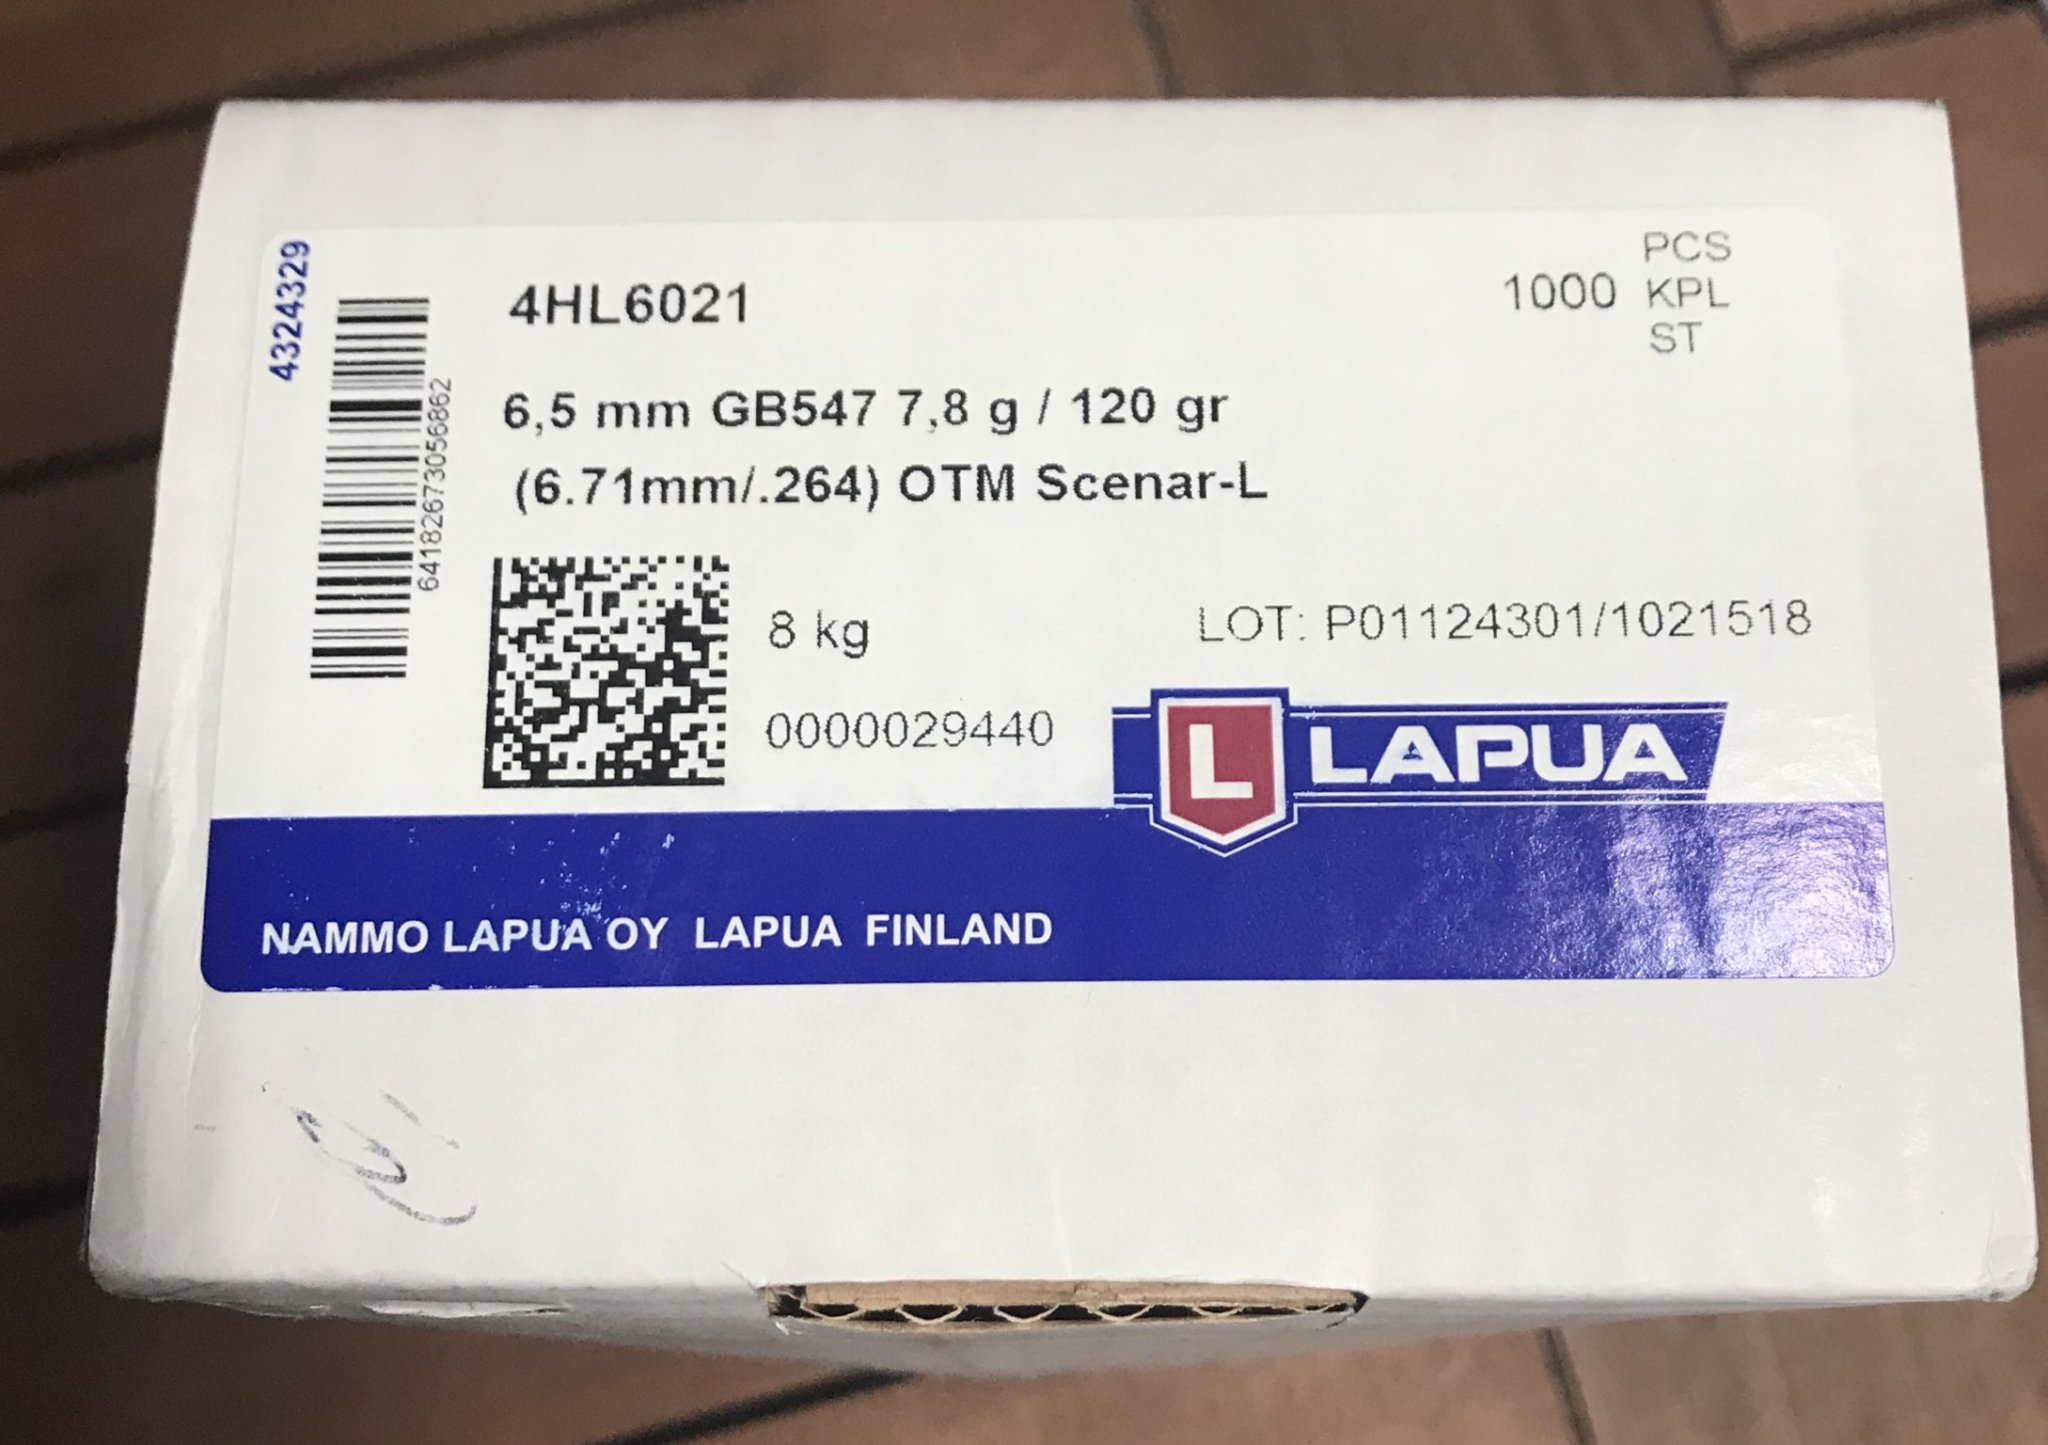 43244329
6418267305686​2
4HL6021
1000
PCS
KPL
ST
6,5 mm GB547 7,8 g / 120 gr
(6.71mm/.264) OTM Scenar-L
8 kg
LOT: P01124301/1021518
0000029440
L LAPUA
NAMMO LAPUA OY LAPUA FINLAND